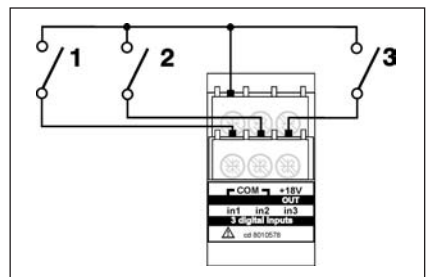 1 2 3
COM +18V
OUT
in1 in2 in3
3 digital inputs
cd 8010578